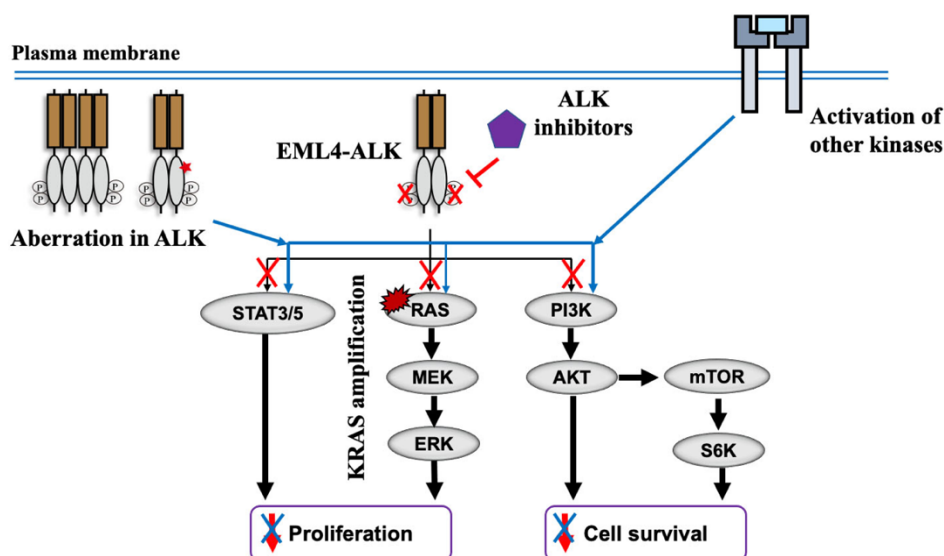 Plasma membrane
ALK
inhibitors
Activation of
other kinases
EML4-ALK
P
P
P
P
P
P
P
P
P
P
P
P
Aberration in ALK
KRAS amplification
STAT3/5
RAS
PI3K
MEK
AKT
mTOR
ERK
S6K
Proliferation
Cell survival